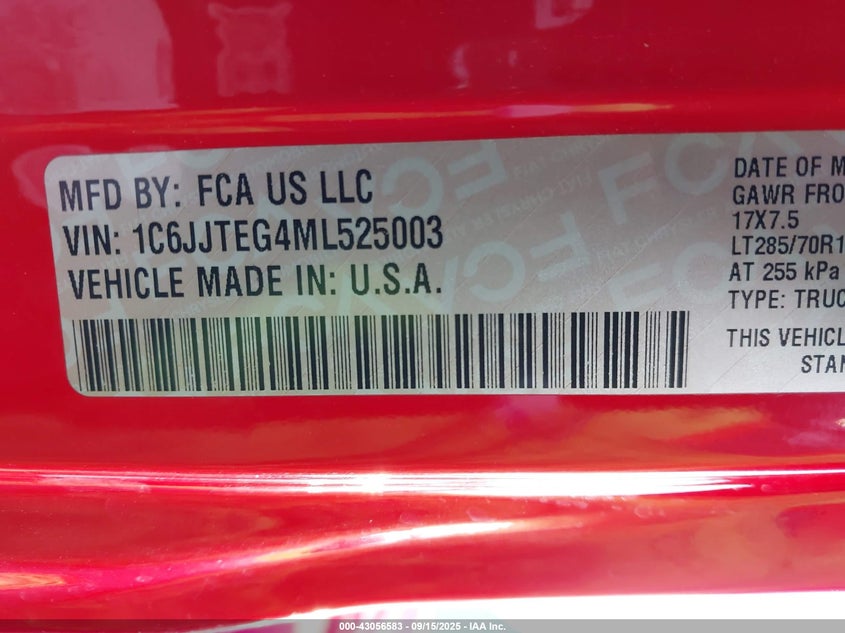 MFD BY: FCA US LLC
VIN: 1C6JJTEG4ML525003
VEHICLE MADE IN: U.S.A.
DATE OF M
GAWR FRO
17X7.5
LT285/70R1
AT 255 kPa
TYPE: TRUC
THIS VEHICL
STAN
000-43056583 - 09/15/2025 - IAA Inc.